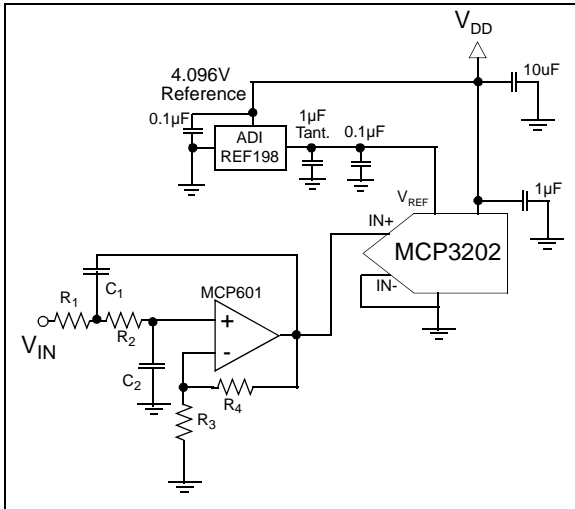 V_DD
4.096V
Reference
10uF
0.1µF
1µF
Tant.
0.1µF
ADI
REF198
V_REF
1µF
IN+
MCP3202
IN-
C_1
MCP601
R_1
R_2
+
V_IN
-
C_2
R_4
R_3